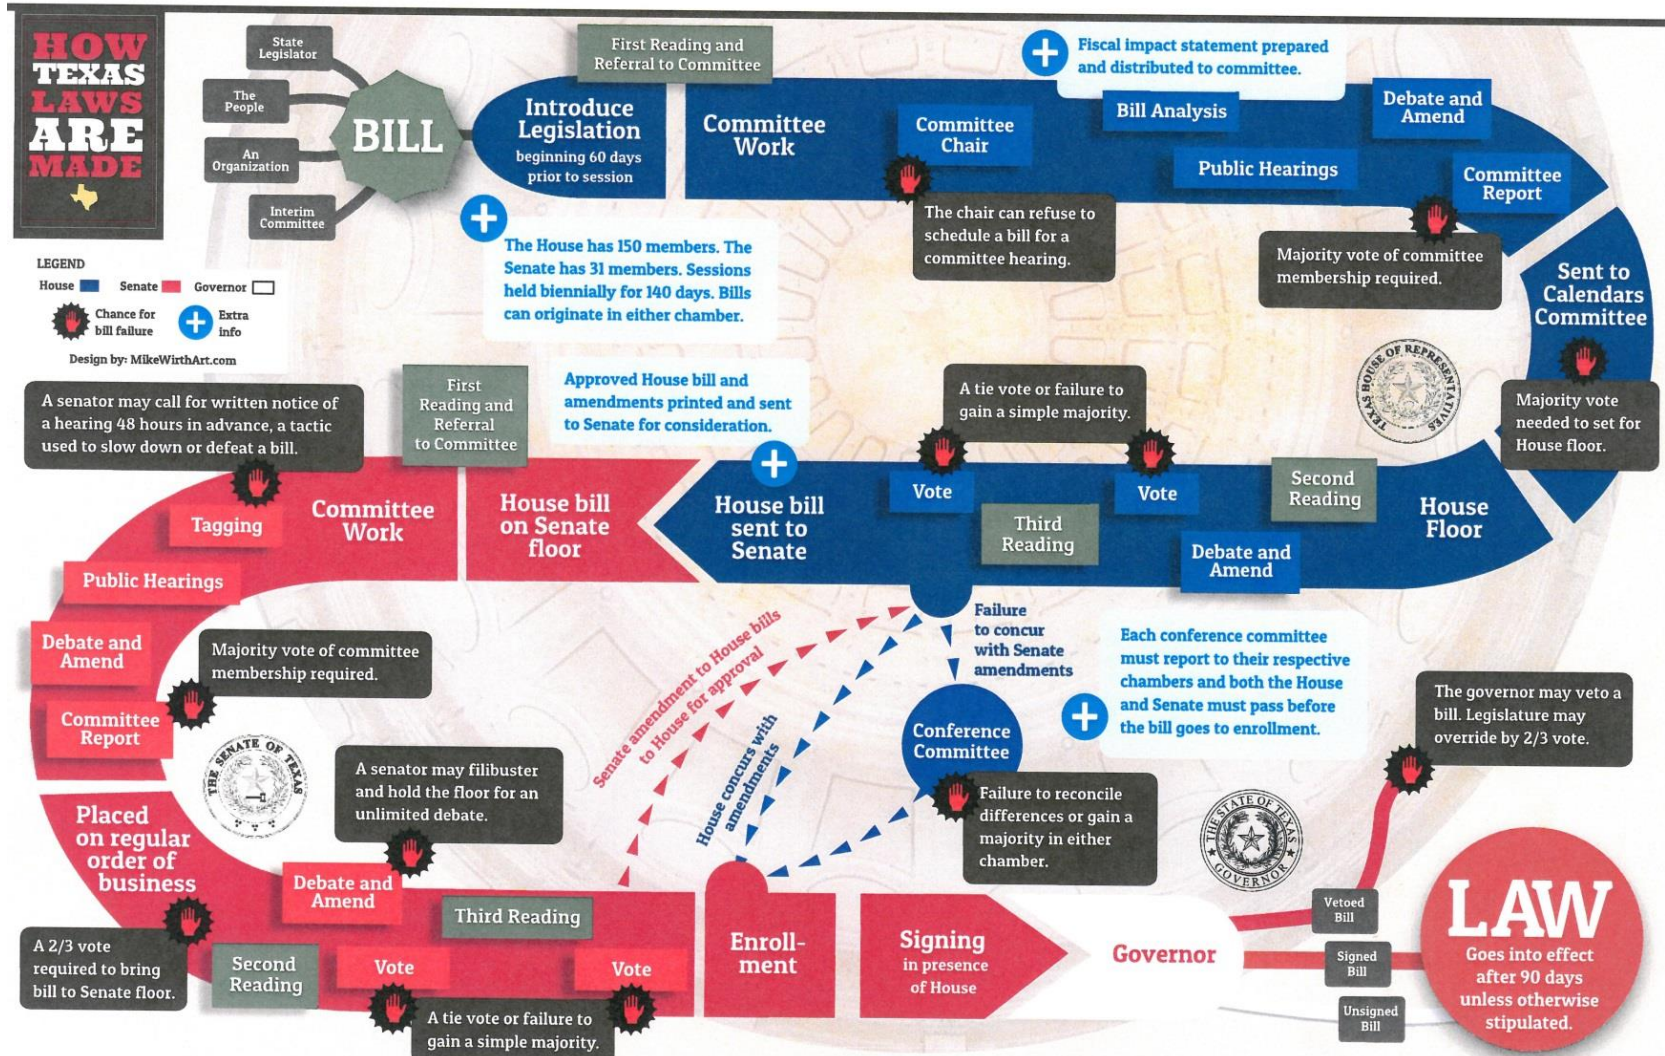 HOW
TEXAS
LAWS
ARE
MADE
State
Legislator
The
People
An
Organization
Interim
Committee
BILL
Introduce
Legislation
beginning 60 days
prior to session
First Reading and
Referral to Committee
Committee
Work
Committee
Chair
The chair can refuse to
schedule a bill for a
committee hearing.
Fiscal impact statement prepared
and distributed to committee.
Bill Analysis
Public Hearings
Debate and
Amend
Committee
Report
Majority vote of committee
membership required.
The House has 150 members. The
Senate has 31 members. Sessions
held biennially for 140 days. Bills
can originate in either chamber.
LEGEND
House
Senate
Governor
Chance for
bill failure
Extra
info
Design by: MikeWirthArt.com
Sent to
Calendars
Committee
Majority vote
needed to set for
House floor.
TEXAS HOUSE OF REPRESENTATIVES
House
Floor
Second
Reading
Debate and
Amend
Vote
Third
Reading
Vote
A tie vote or failure to
gain a simple majority.
House bill
sent to
Senate
Approved House bill and
amendments printed and sent
to Senate for consideration.
House bill
on Senate
floor
First
Reading and
Referral
to Committee
Committee
Work
A senator may call for written notice of
a hearing 48 hours in advance, a tactic
used to slow down or defeat a bill.
Tagging
Public Hearings
Debate and
Amend
Committee
Report
Majority vote of committee
membership required.
THE SENATE OF TEXAS
Placed
on regular
order of
business
A 2/3 vote
required to bring
bill to Senate floor.
Second
Reading
Debate and
Amend
A senator may filibuster
and hold the floor for an
unlimited debate.
Vote
Third Reading
Vote
A tie vote or failure to
gain a simple majority.
Senate amendment to House bills
to House for approval
House concurs with
amendments
Failure
to concur
with Senate
amendments
Conference
Committee
Failure to reconcile
differences or gain a
majority in either
chamber.
Each conference committee
must report to their respective
chambers and both the House
and Senate must pass before
the bill goes to enrollment.
Enroll-
ment
Signing
in presence
of House
Governor
THE STATE OF TEXAS
GOVERNOR
The governor may veto a
bill. Legislature may
override by 2/3 vote.
Vetoed
Bill
Signed
Bill
Unsigned
Bill
LAW
Goes into effect
after 90 days
unless otherwise
stipulated.